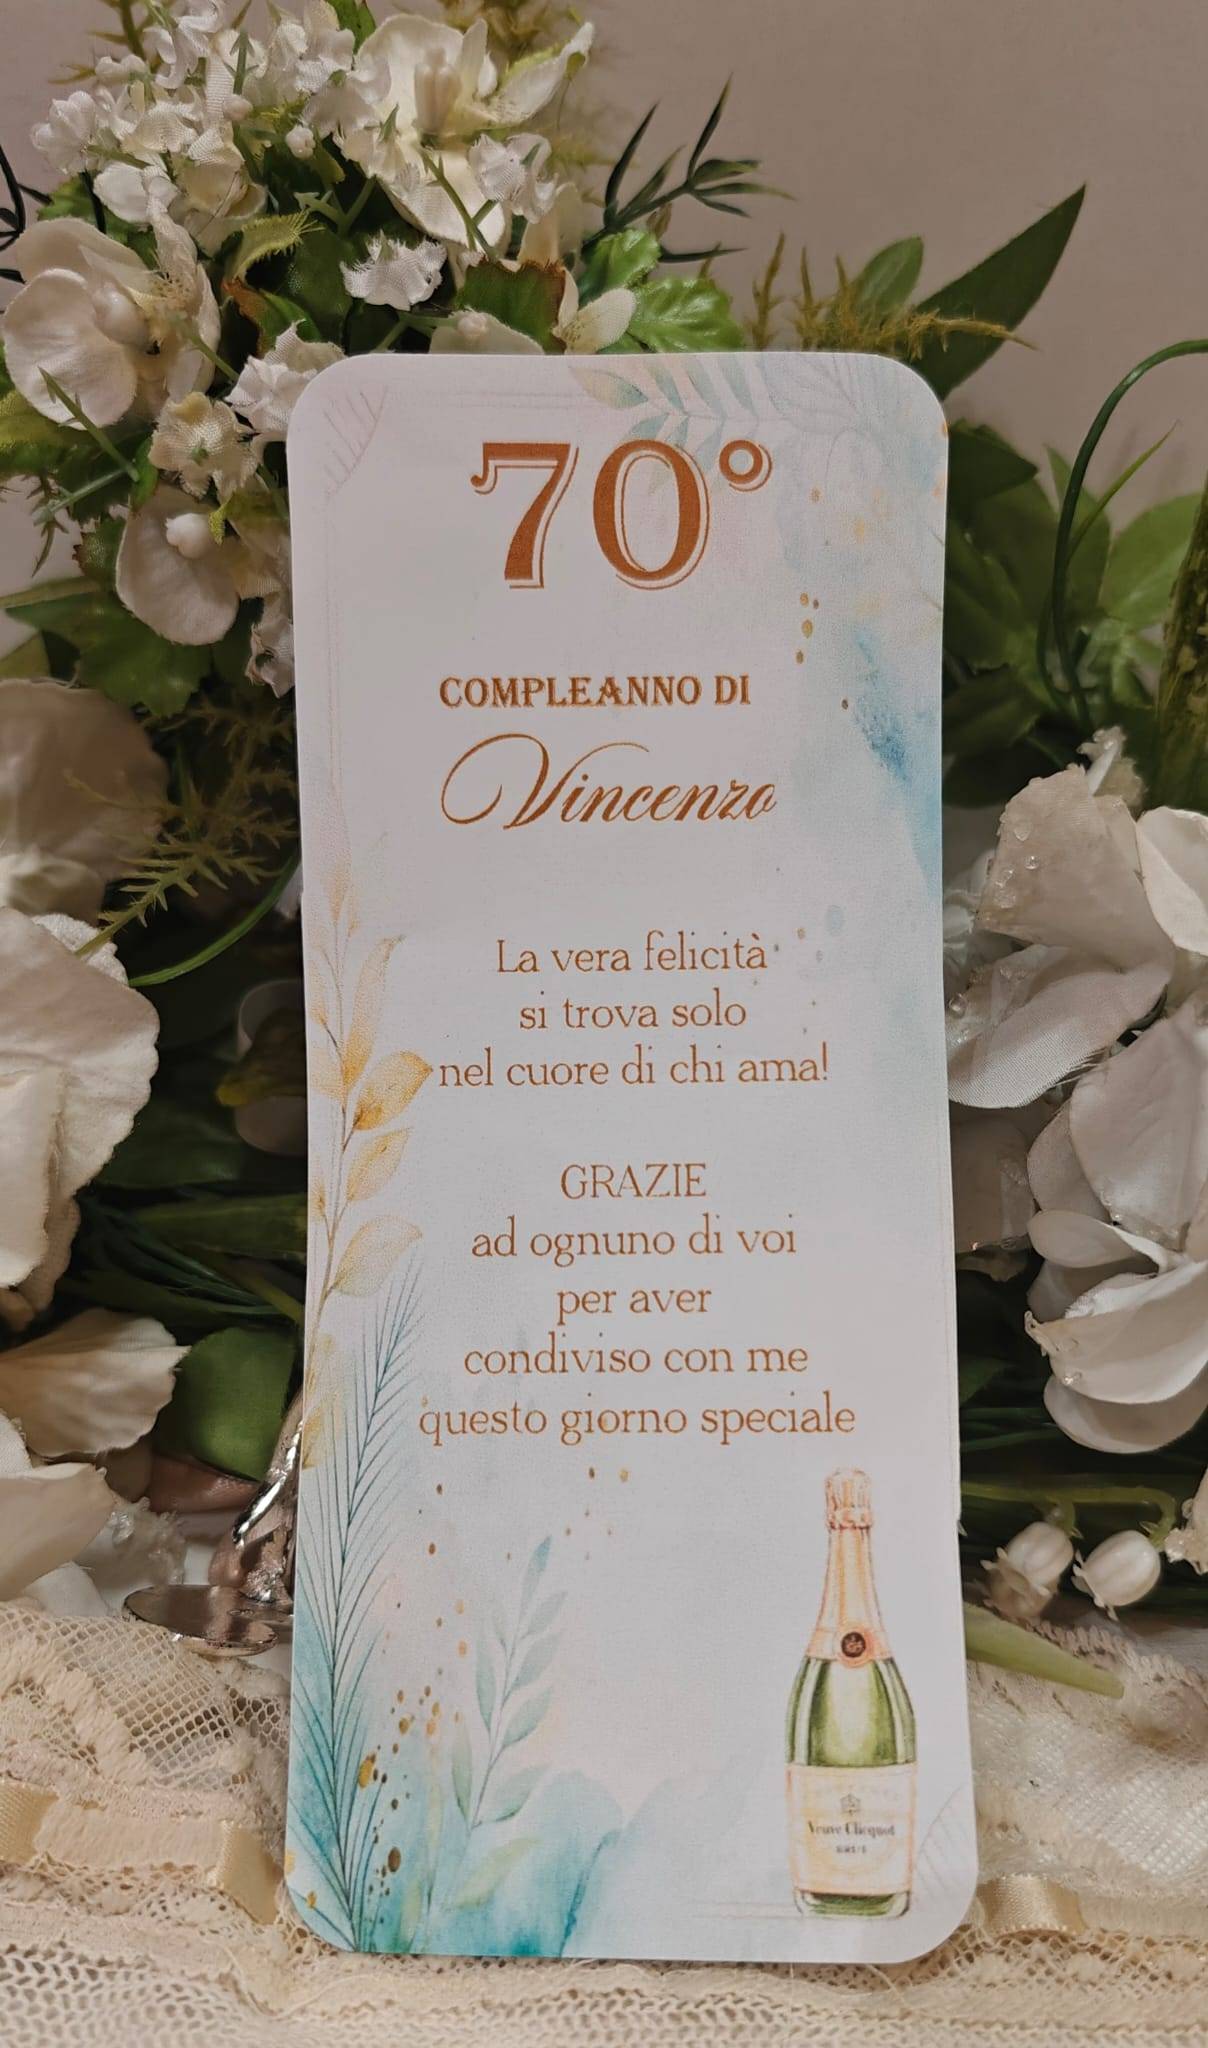 70°
COMPLEANNO DI
Vincenzo
La vera felicità
si trova solo
nel cuore di chi ama!
GRAZIE
ad ognuno di voi
per aver
condiviso con me
questo giorno speciale
Veuve Clicquot